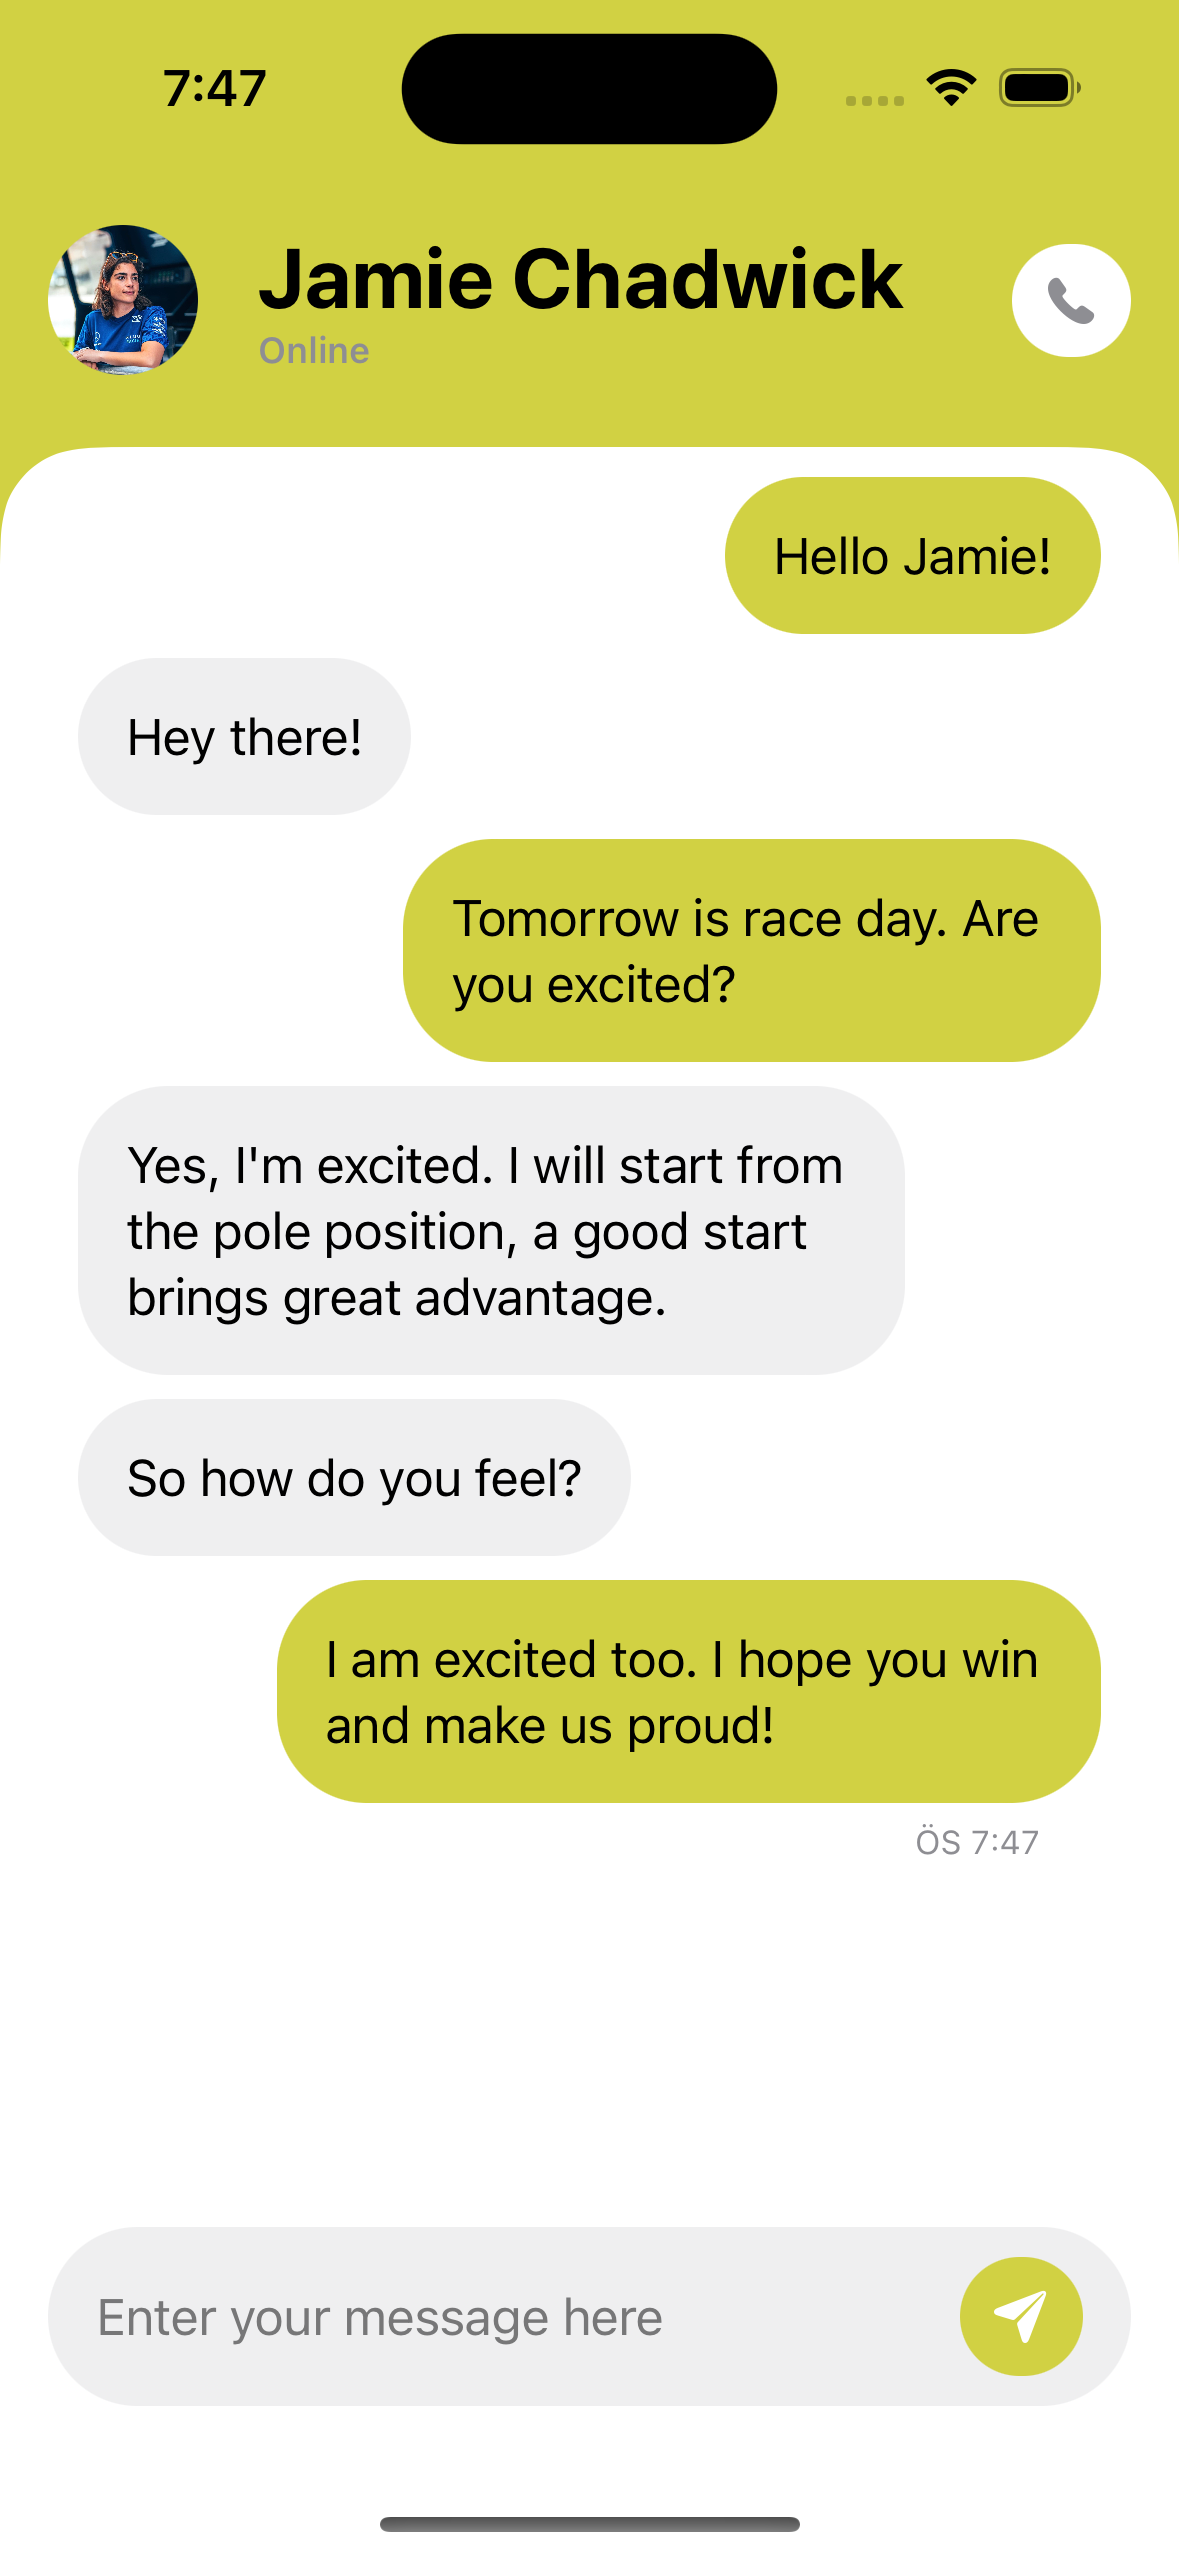 7:47
Jamie Chadwick
Online
Hello Jamie!
Hey there!
Tomorrow is race day. Are
you excited?
Yes, I'm excited. I will start from
the pole position, a good start
brings great advantage.
So how do you feel?
I am excited too. I hope you win
and make us proud!
ÖS 7:47
Enter your message here